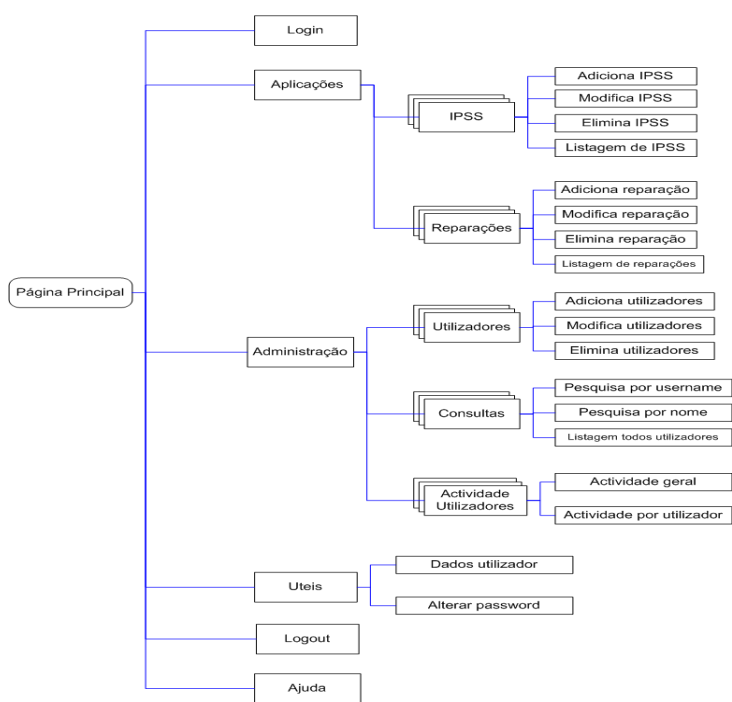 Login
Aplicações
IPSS
Adiciona IPSS
Modifica IPSS
Elimina IPSS
Listagem de IPSS
Reparações
Adiciona reparação
Modifica reparação
Elimina reparação
Listagem de reparações
Página Principal
Administração
Utilizadores
Adiciona utilizadores
Modifica utilizadores
Elimina utilizadores
Consultas
Pesquisa por username
Pesquisa por nome
Listagem todos utilizadores
Actividade
Utilizadores
Actividade geral
Actividade por utilizador
Uteis
Dados utilizador
Alterar password
Logout
Ajuda